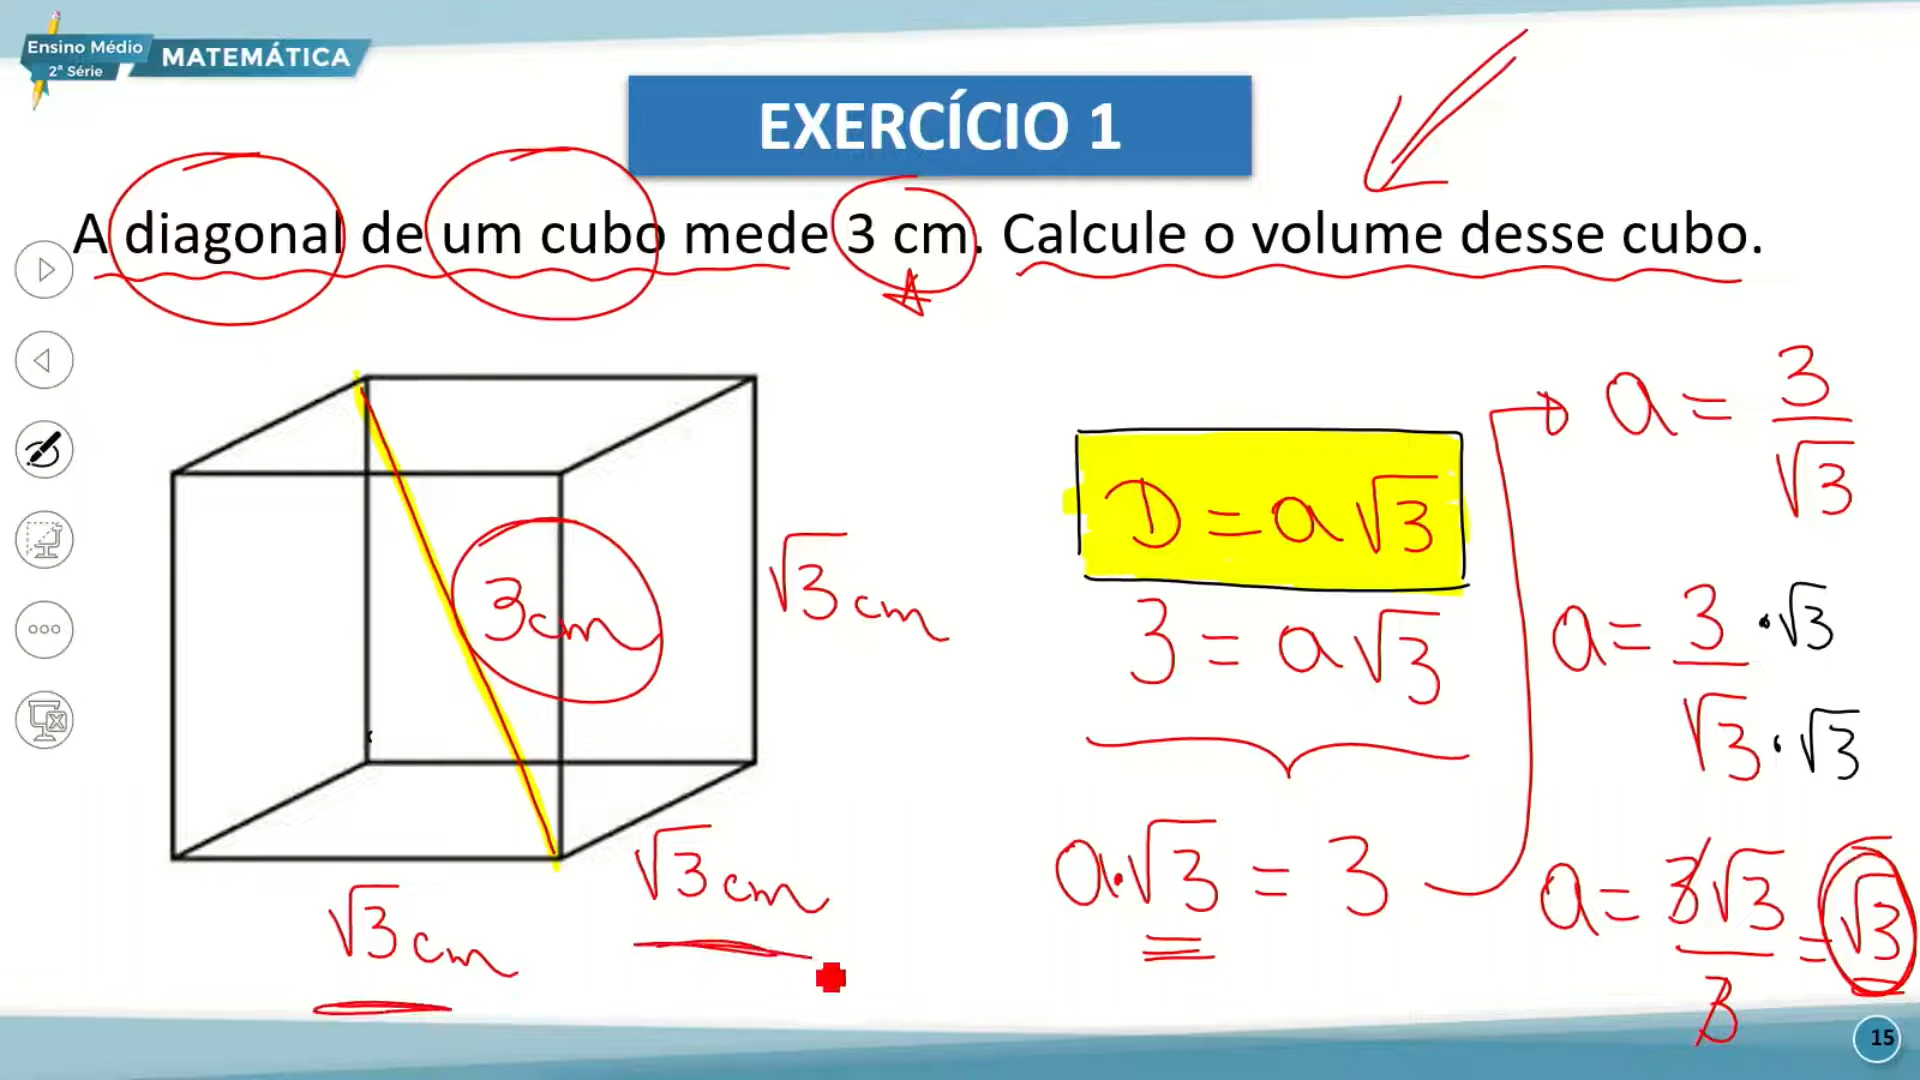 Ensino Médio
2ª Série
MATEMÁTICA
EXERCÍCIO 1
A diagonal de um cubo mede 3 cm. Calcule o volume desse cubo.
3cm
√3 cm
√3 cm
√3 cm
D = a√3
3 = a√3
a·√3 = 3
a = 3/√3
a = 3·√3/√3·√3
a = 3√3/3 = √3
15